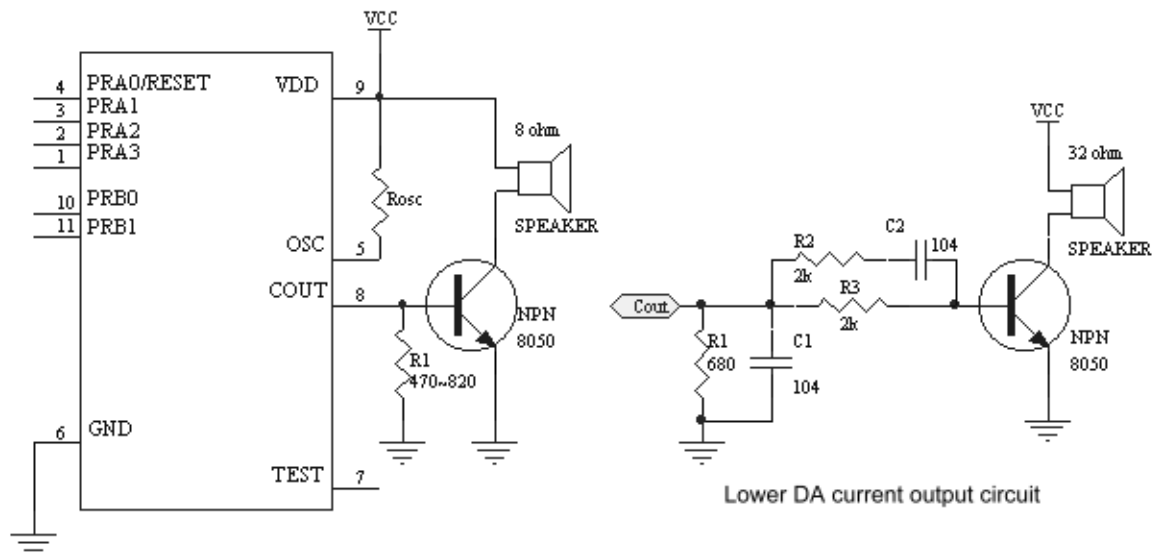 VCC
4 PRA0/RESET
3 PRA1
2 PRA2
1 PRA3
10 PRB0
11 PRB1
6 GND
VDD 9
OSC 5
COUT 8
TEST 7
Rosc
8 ohm
SPEAKER
NPN
8050
R1
470~820
VCC
32 ohm
SPEAKER
C2
104
R2
2k
R3
2k
Cout
R1
680
C1
104
NPN
8050
Lower DA current output circuit